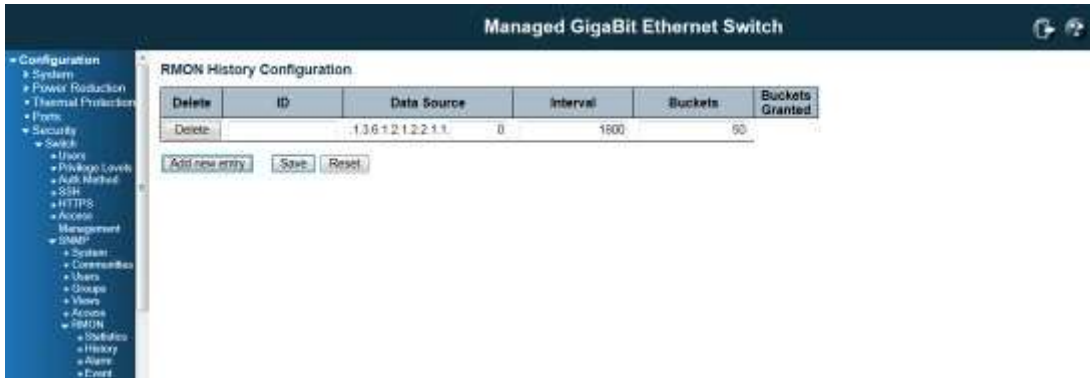 Managed GigaBit Ethernet Switch
Configuration
System
Power Reduction
Thermal Protection
Ports
Security
Switch
Users
Privilege Levels
Auth Method
SSH
HTTPS
Access
Management
SNMP
System
Communities
Users
Groups
Views
Access
RMON
Statistics
History
Alarm
Event
RMON History Configuration
Delete ID Data Source Interval Buckets Buckets Granted
Delete .1.3.6.1.2.1.2.2.1.1. 0 1800 50
Add new entry Save Reset